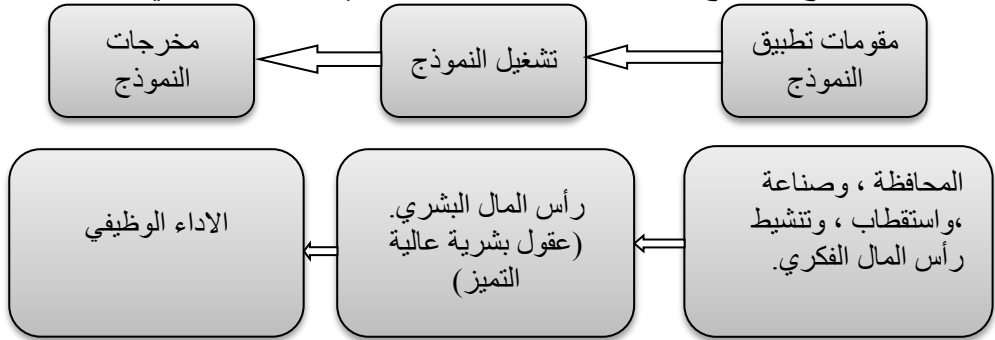 مقومات تطبيق
النموذج
تشغيل النموذج
مخرجات
النموذج
المحافظة ، وصناعة
،واستقطاب ، وتنشيط
رأس المال الفكري.
رأس المال البشري.
(عقول بشرية عالية
التميز)
الاداء الوظيفي